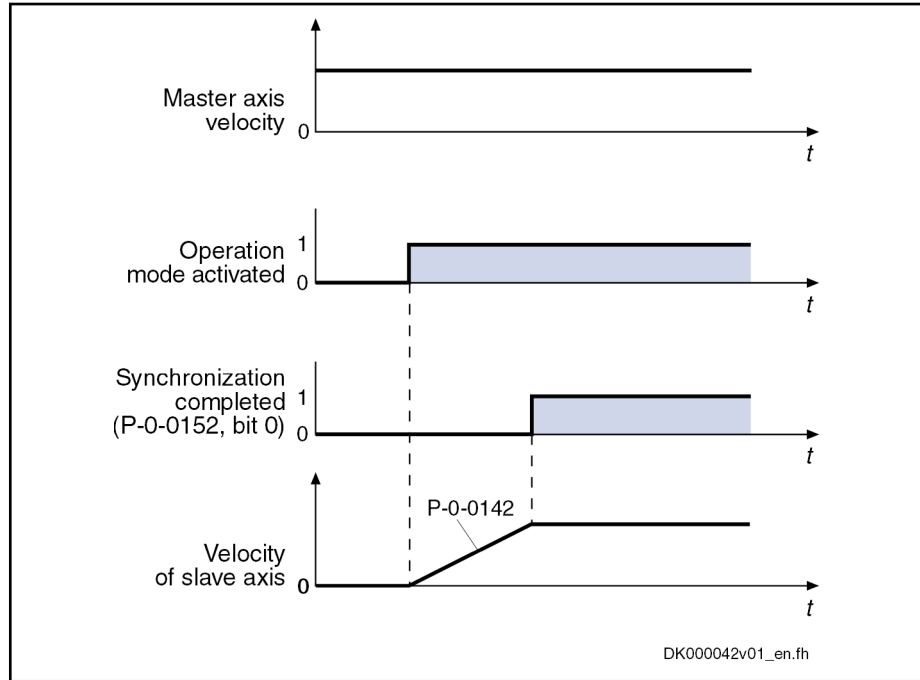 Master axis
velocity
0
t
Operation
mode activated
1
0
t
Synchronization
completed
(P-0-0152, bit 0)
1
0
t
P-0-0142
Velocity
of slave axis
0
t
DK000042v01_en.fh